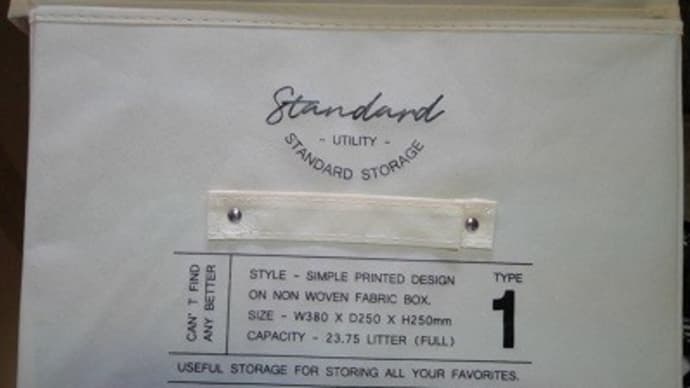 Standard
- UTILITY -
STANDARD STORAGE
CAN' T FIND
ANY BETTER
STYLE - SIMPLE PRINTED DESIGN
ON NON WOVEN FABRIC BOX.
SIZE - W380 X D250 X H250mm
CAPACITY - 23.75 LITTER (FULL)
TYPE
1
USEFUL STORAGE FOR STORING ALL YOUR FAVORITES.